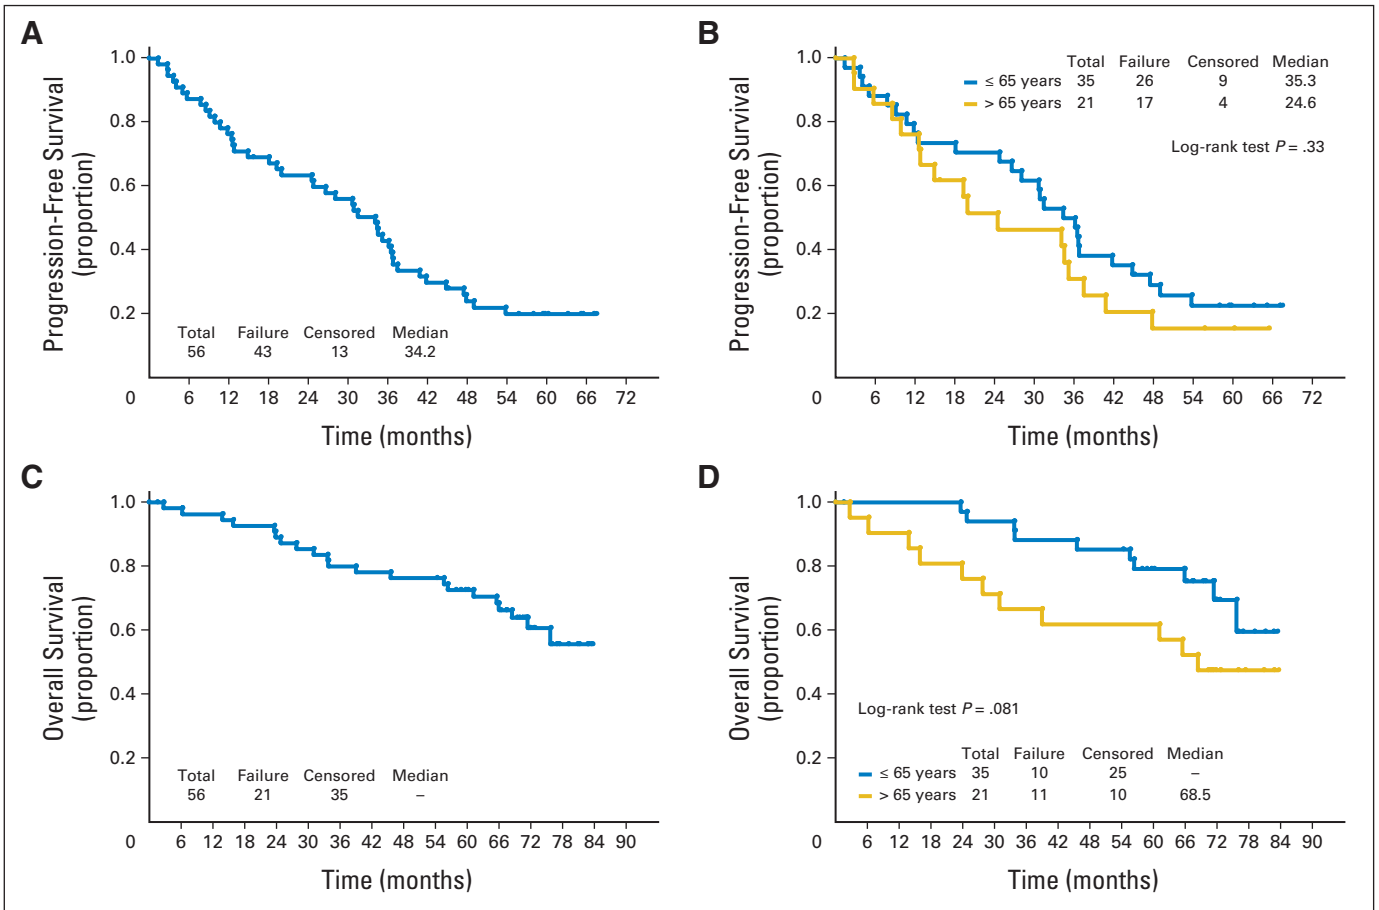 A
Progression-Free Survival
(proportion)
1.0
0.8
0.6
0.4
0.2
Total Failure Censored Median
56 43 13 34.2
0 6 12 18 24 30 36 42 48 54 60 66 72
Time (months)
B
Progression-Free Survival
(proportion)
1.0
0.8
0.6
0.4
0.2
Total Failure Censored Median
≤ 65 years 35 26 9 35.3
> 65 years 21 17 4 24.6
Log-rank test P = .33
0 6 12 18 24 30 36 42 48 54 60 66 72
Time (months)
C
Overall Survival
(proportion)
1.0
0.8
0.6
0.4
0.2
Total Failure Censored Median
56 21 35 –
0 6 12 18 24 30 36 42 48 54 60 66 72 78 84 90
Time (months)
D
Overall Survival
(proportion)
1.0
0.8
0.6
0.4
0.2
Log-rank test P = .081
Total Failure Censored Median
≤ 65 years 35 10 25 –
> 65 years 21 11 10 68.5
0 6 12 18 24 30 36 42 48 54 60 66 72 78 84 90
Time (months)